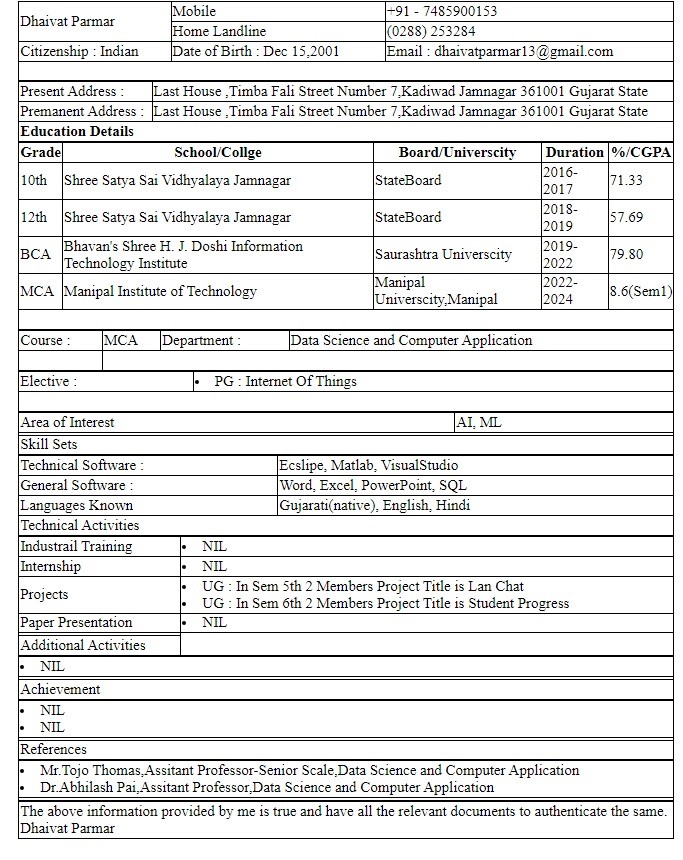 Dhaivat Parmar
Mobile +91 - 7485900153
Home Landline (0288) 253284
Citizenship : Indian Date of Birth : Dec 15,2001 Email : dhaivatparmar13@gmail.com
Present Address : Last House ,Timba Fali Street Number 7,Kadiwad Jamnagar 361001 Gujarat State
Premanent Address : Last House ,Timba Fali Street Number 7,Kadiwad Jamnagar 361001 Gujarat State
Education Details
Grade School/Collge Board/Universcity Duration %/CGPA
10th Shree Satya Sai Vidhyalaya Jamnagar StateBoard 2016-
2017 71.33
12th Shree Satya Sai Vidhyalaya Jamnagar StateBoard 2018-
2019 57.69
BCA Bhavan's Shree H. J. Doshi Information
Technology Institute Saurashtra Universcity 2019-
2022 79.80
MCA Manipal Institute of Technology Manipal
Universcity,Manipal 2022-
2024 8.6(Sem1)
Course : MCA Department : Data Science and Computer Application
Elective : • PG : Internet Of Things
Area of Interest AI, ML
Skill Sets
Technical Software : Ecslipe, Matlab, VisualStudio
General Software : Word, Excel, PowerPoint, SQL
Languages Known Gujarati(native), English, Hindi
Technical Activities
Industrail Training • NIL
Internship • NIL
Projects • UG : In Sem 5th 2 Members Project Title is Lan Chat
• UG : In Sem 6th 2 Members Project Title is Student Progress
Paper Presentation • NIL
Additional Activities
• NIL
Achievement
• NIL
• NIL
References
• Mr.Tojo Thomas,Assitant Professor-Senior Scale,Data Science and Computer Application
• Dr.Abhilash Pai,Assitant Professor,Data Science and Computer Application
The above information provided by me is true and have all the relevant documents to authenticate the same.
Dhaivat Parmar